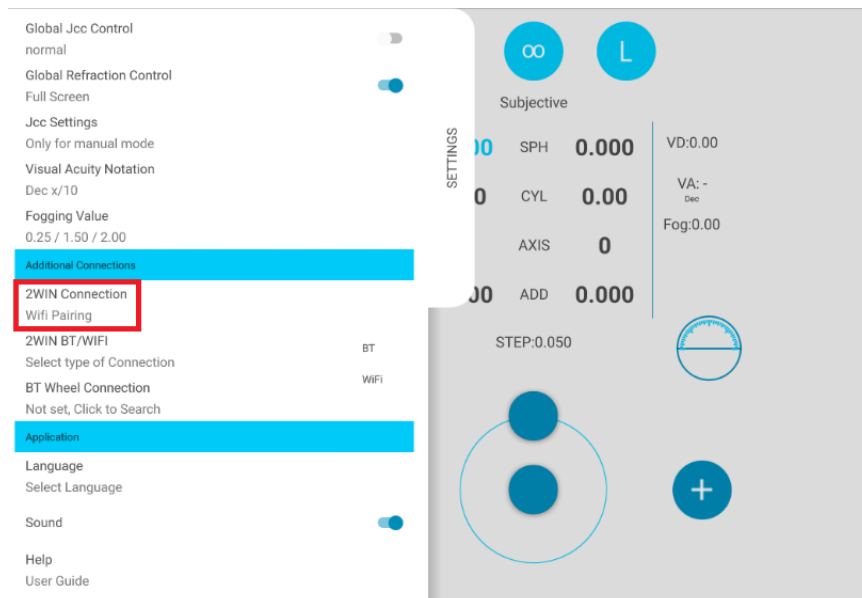 Global Jcc Control
normal
Global Refraction Control
Full Screen
Jcc Settings
Only for manual mode
Visual Acuity Notation
Dec x/10
Fogging Value
0.25 / 1.50 / 2.00
Additional Connections
2WIN Connection
Wifi Pairing
2WIN BT/WIFI
Select type of Connection
BT
WiFi
BT Wheel Connection
Not set, Click to Search
Application
Language
Select Language
Sound
Help
User Guide
SETTINGS
∞ L
Subjective
00 SPH 0.000 VD:0.00
0 CYL 0.00 VA: -
Dec
Fog:0.00
AXIS 0
00 ADD 0.000
STEP:0.050
+